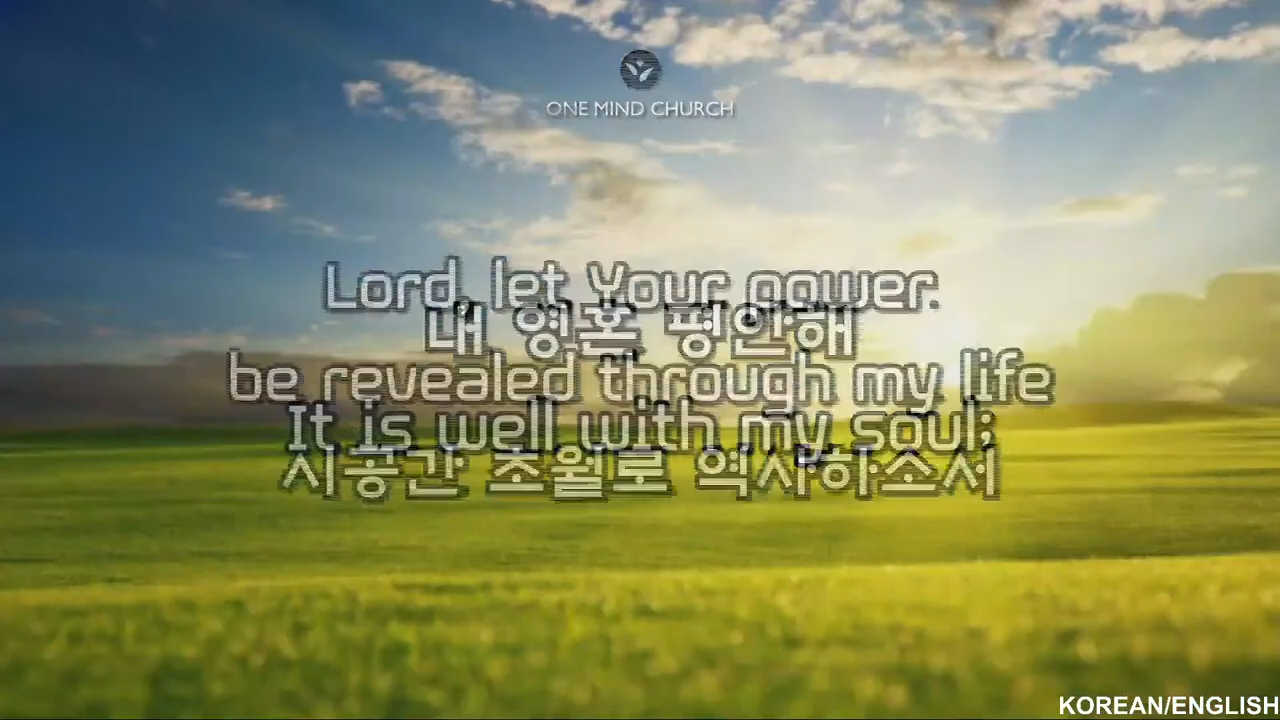 ONE MIND CHURCH
Lord, let Your power.
내 영혼 평안해
be revealed through my life
It is well with my soul;
시공간 초월로 역사하소서
KOREAN/ENGLISH